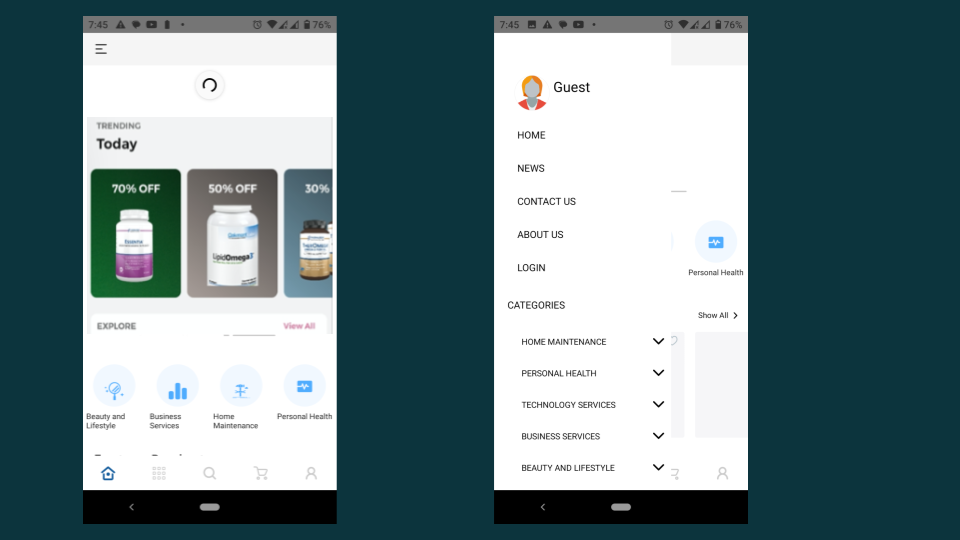 7:45
76%
TRENDING
Today
70% OFF
50% OFF
30%
LipidOmega3
EXPLORE
View All
Beauty and
Lifestyle
Business
Services
Home
Maintenance
Personal Health
7:45
76%
Guest
HOME
NEWS
CONTACT US
ABOUT US
LOGIN
CATEGORIES
HOME MAINTENANCE
PERSONAL HEALTH
TECHNOLOGY SERVICES
BUSINESS SERVICES
BEAUTY AND LIFESTYLE
Personal Health
Show All